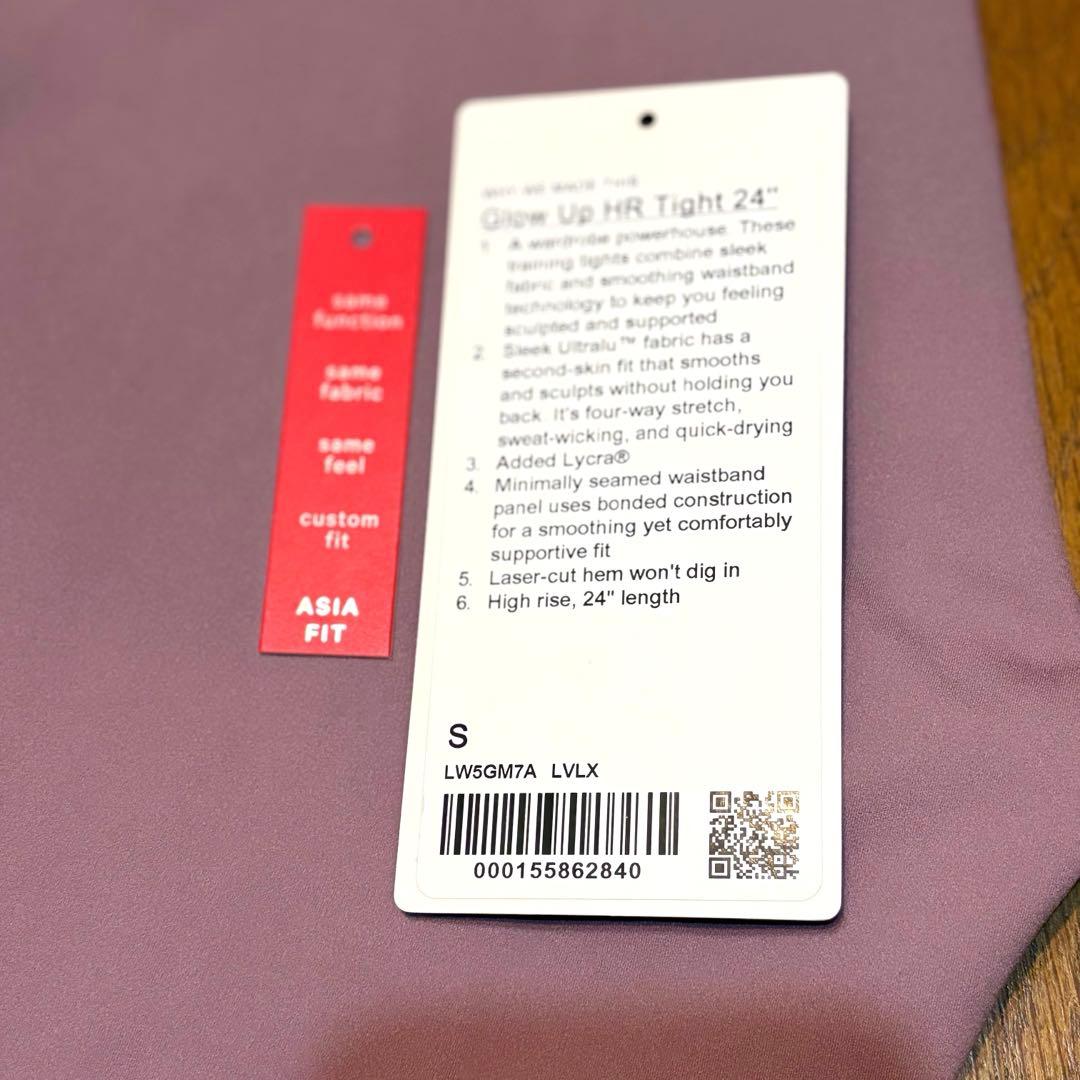 same
function
same
fabric
same
feel
custom
fit
ASIA
FIT
WHY WE MADE THIS
Glow Up HR Tight 24"
1. A wardrobe powerhouse. These
training tights combine sleek
fabric and smoothing waistband
technology to keep you feeling
sculpted and supported
2. Sleek Ultralu™ fabric has a
second-skin fit that smooths
and sculpts without holding you
back. It's four-way stretch,
sweat-wicking, and quick-drying
3. Added Lycra®
4. Minimally seamed waistband
panel uses bonded construction
for a smoothing yet comfortably
supportive fit
5. Laser-cut hem won't dig in
6. High rise, 24" length
S
LW5GM7A LVLX
000155862840